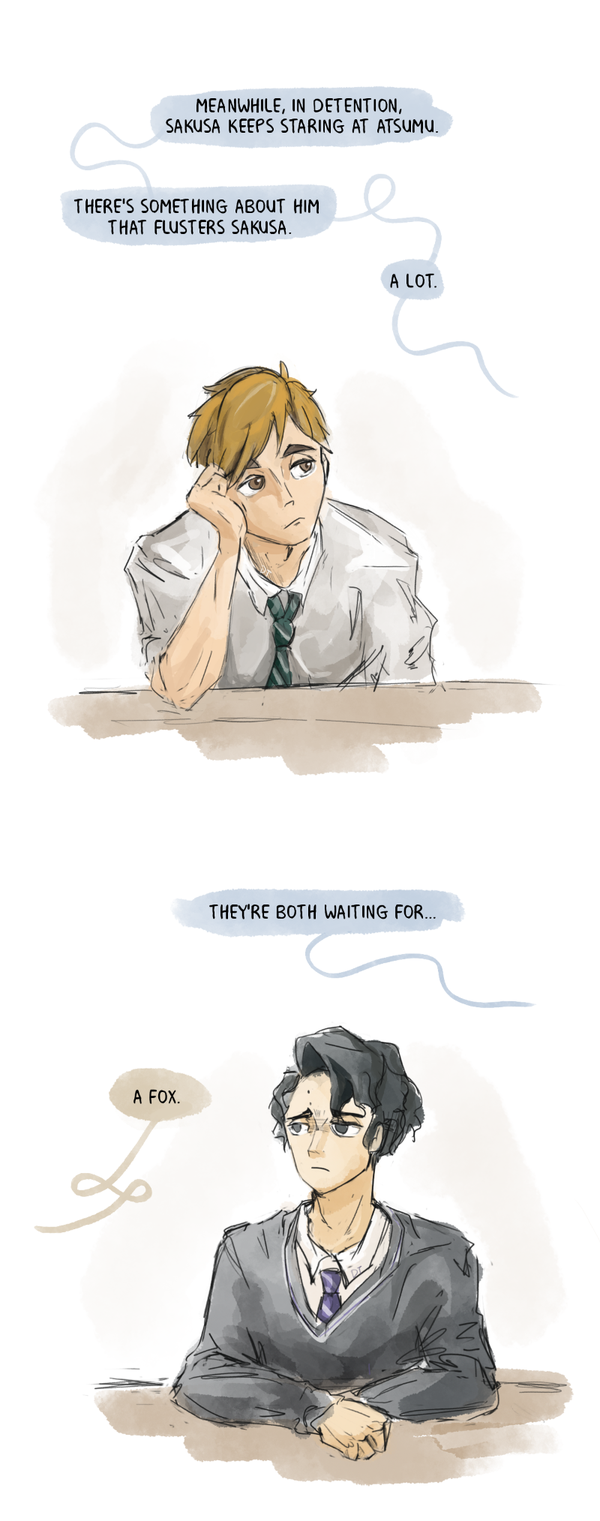 MEANWHILE, IN DETENTION,
SAKUSA KEEPS STARING AT ATSUMU.
THERE'S SOMETHING ABOUT HIM
THAT FLUSTERS SAKUSA.
A LOT.
THEY'RE BOTH WAITING FOR...
A FOX.